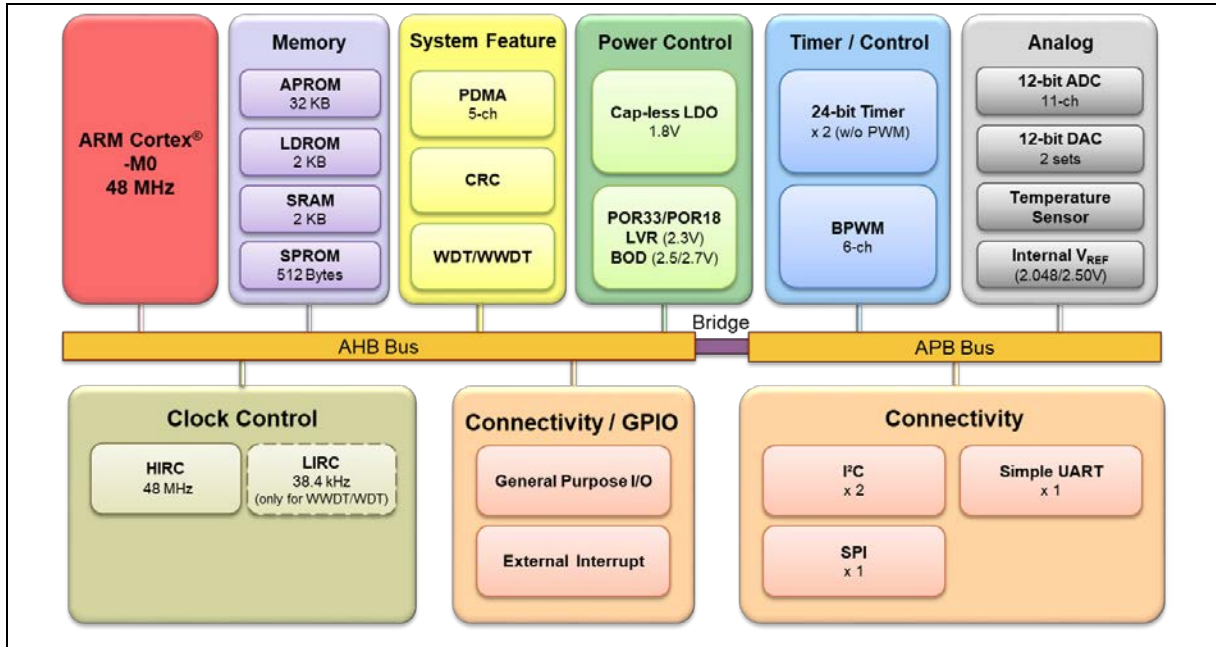 ARM Cortex®
-M0
48 MHz
Memory
APROM
32 KB
LDROM
2 KB
SRAM
2 KB
SPROM
512 Bytes
System Feature
PDMA
5-ch
CRC
WDT/WWDT
Power Control
Cap-less LDO
1.8V
POR33/POR18
LVR (2.3V)
BOD (2.5/2.7V)
Timer / Control
24-bit Timer
x 2 (w/o PWM)
BPWM
6-ch
Analog
12-bit ADC
11-ch
12-bit DAC
2 sets
Temperature
Sensor
Internal VREF
(2.048/2.50V)
AHB Bus
Bridge
APB Bus
Clock Control
HIRC
48 MHz
LIRC
38.4 kHz
(only for WWDT/WDT)
Connectivity / GPIO
General Purpose I/O
External Interrupt
Connectivity
I²C
x 2
Simple UART
x 1
SPI
x 1